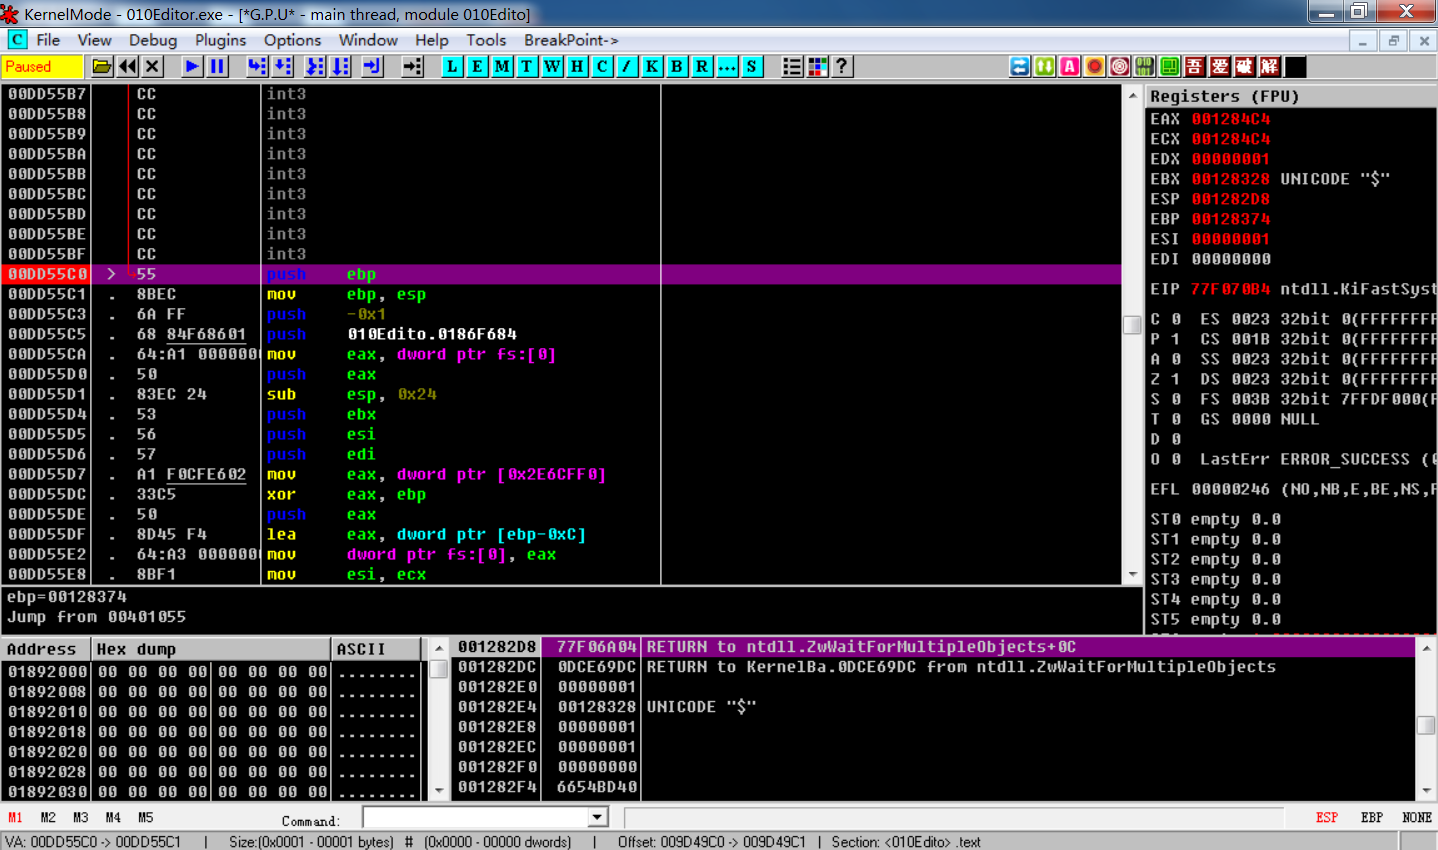 KernelMode - 010Editor.exe - [*G.P.U* - main thread, module 010Edito]
C File View Debug Plugins Options Window Help Tools BreakPoint->
Paused L E M T W H C / K B R ... S ? A 吾 爱 破 解
00DD55B7 CC int3
00DD55B8 CC int3
00DD55B9 CC int3
00DD55BA CC int3
00DD55BB CC int3
00DD55BC CC int3
00DD55BD CC int3
00DD55BE CC int3
00DD55BF CC int3
00DD55C0 > 55 push ebp
00DD55C1 . 8BEC mov ebp, esp
00DD55C3 . 6A FF push -0x1
00DD55C5 . 68 84F68601 push 010Edito.0186F684
00DD55CA . 64:A1 0000000 mov eax, dword ptr fs:[0]
00DD55D0 . 50 push eax
00DD55D1 . 83EC 24 sub esp, 0x24
00DD55D4 . 53 push ebx
00DD55D5 . 56 push esi
00DD55D6 . 57 push edi
00DD55D7 . A1 F0CFE602 mov eax, dword ptr [0x2E6CFF0]
00DD55DC . 33C5 xor eax, ebp
00DD55DE . 50 push eax
00DD55DF . 8D45 F4 lea eax, dword ptr [ebp-0xC]
00DD55E2 . 64:A3 0000000 mov dword ptr fs:[0], eax
00DD55E8 . 8BF1 mov esi, ecx
ebp=00128374
Jump from 00401055
Registers (FPU)
EAX 001284C4
ECX 001284C4
EDX 00000001
EBX 00128328 UNICODE "$"
ESP 001282D8
EBP 00128374
ESI 00000001
EDI 00000000
EIP 77F070B4 ntdll.KiFastSyst
C 0 ES 0023 32bit 0(FFFFFFFF
P 1 CS 001B 32bit 0(FFFFFFFF
A 0 SS 0023 32bit 0(FFFFFFFF
Z 1 DS 0023 32bit 0(FFFFFFFF
S 0 FS 003B 32bit 7FFDF000(F
T 0 GS 0000 NULL
D 0
O 0 LastErr ERROR_SUCCESS (
EFL 00000246 (NO,NB,E,BE,NS,P
ST0 empty 0.0
ST1 empty 0.0
ST2 empty 0.0
ST3 empty 0.0
ST4 empty 0.0
ST5 empty 0.0
Address Hex dump ASCII
01892000 00 00 00 00 00 00 00 00 ........
01892008 00 00 00 00 00 00 00 00 ........
01892010 00 00 00 00 00 00 00 00 ........
01892018 00 00 00 00 00 00 00 00 ........
01892020 00 00 00 00 00 00 00 00 ........
01892028 00 00 00 00 00 00 00 00 ........
01892030 00 00 00 00 00 00 00 00 ........
001282D8 77F06A04 RETURN to ntdll.ZwWaitForMultipleObjects+0C
001282DC 0DCE69DC RETURN to KernelBa.0DCE69DC from ntdll.ZwWaitForMultipleObjects
001282E0 00000001
001282E4 00128328 UNICODE "$"
001282E8 00000001
001282EC 00000001
001282F0 00000000
001282F4 6654BD40
M1 M2 M3 M4 M5 Command: ESP EBP NONE
VA: 00DD55C0 -> 00DD55C1 | Size:(0x0001 - 00001 bytes) # (0x0000 - 00000 dwords) | Offset: 009D49C0 -> 009D49C1 | Section: <010Edito> .text